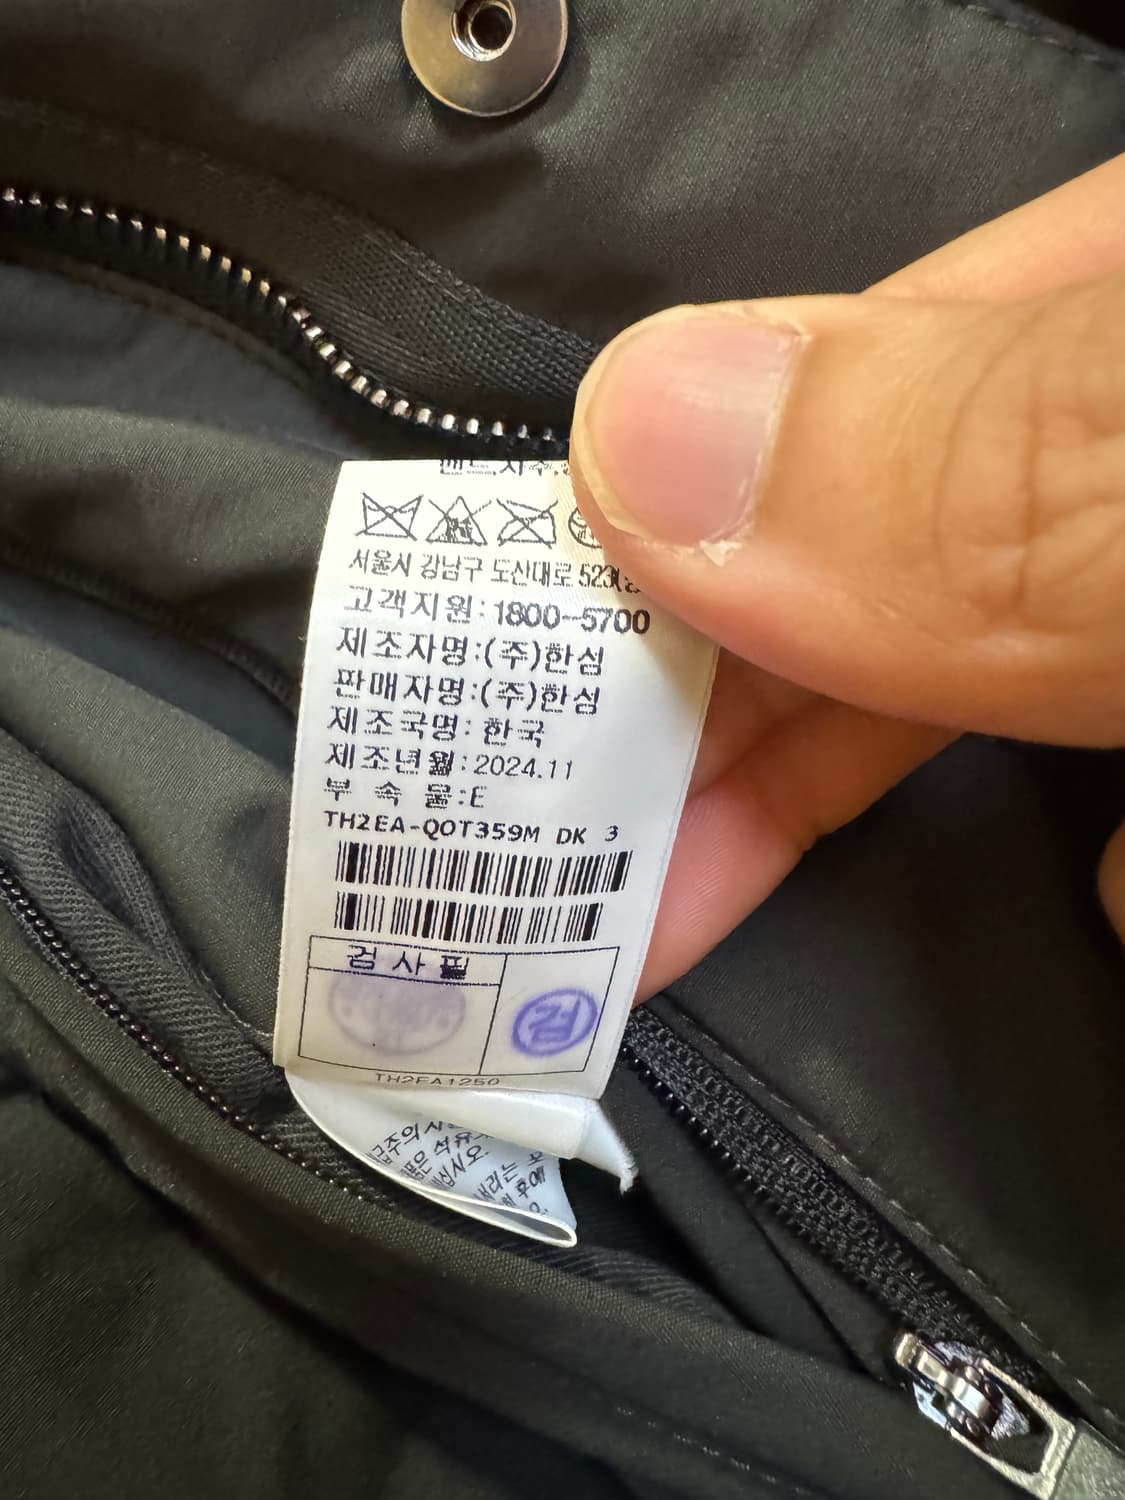 서울시 강남구 도산대로 523(
고객지원:1800-5700
제조자명:(주)한섬
판매자명:(주)한섬
제조국명: 한국
제조년월:2024.11
부 속 물:E
TH2EA-QOT359M DK 3
검 사 필
검
TH2EA1250